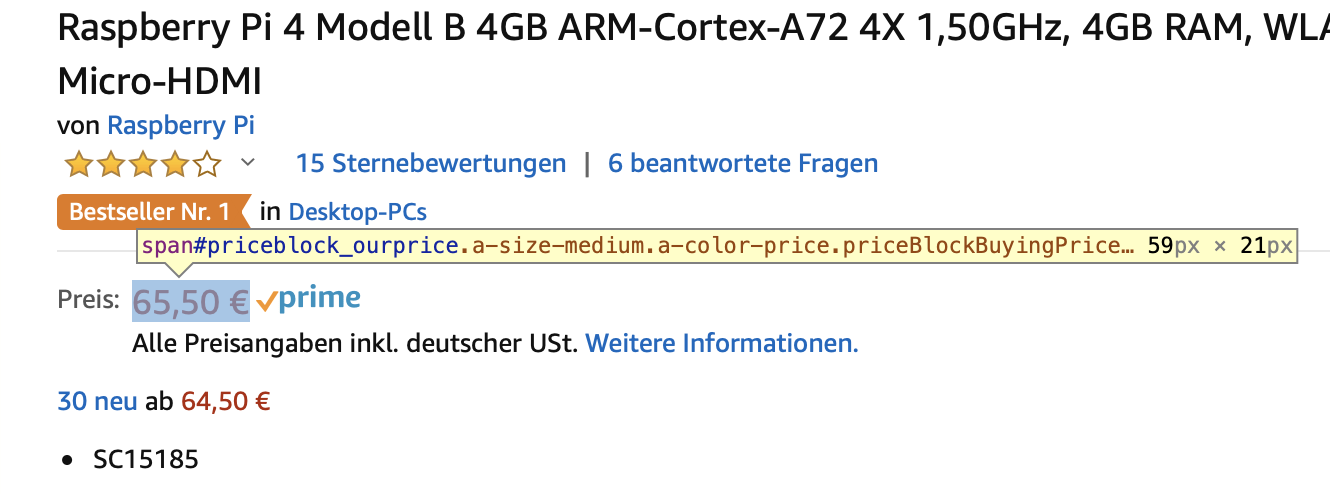 Raspberry Pi 4 Modell B 4GB ARM-Cortex-A72 4X 1,50GHz, 4GB RAM, WLA
Micro-HDMI
von Raspberry Pi
15 Sternebewertungen | 6 beantwortete Fragen
Bestseller Nr. 1 in Desktop-PCs
span#priceblock_ourprice.a-size-medium.a-color-price.priceBlockBuyingPrice… 59px × 21px
Preis: 65,50 € prime
Alle Preisangaben inkl. deutscher USt. Weitere Informationen.
30 neu ab 64,50 €
• SC15185